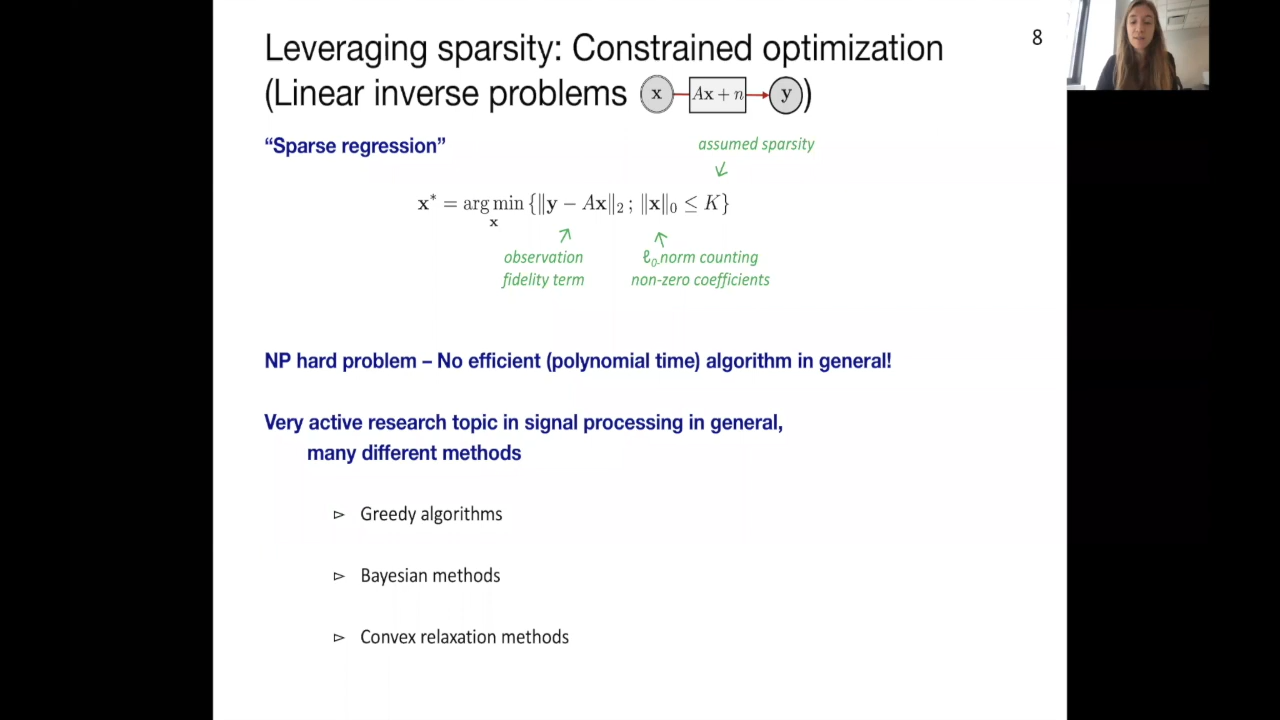 Leveraging sparsity: Constrained optimization
8
(Linear inverse problems x Ax + n y )
“Sparse regression”
assumed sparsity
x* = arg min {‖y − Ax‖₂ ; ‖x‖₀ ≤ K}
x
observation
fidelity term
ℓ₀-norm counting
non-zero coefficients
NP hard problem – No efficient (polynomial time) algorithm in general!
Very active research topic in signal processing in general,
many different methods
▻ Greedy algorithms
▻ Bayesian methods
▻ Convex relaxation methods